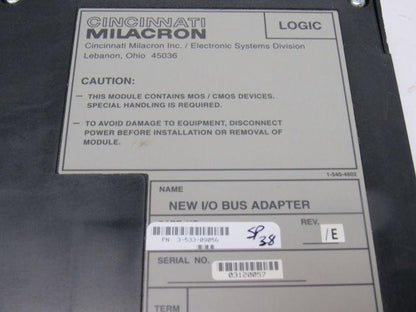 CINCINNATI
MILACRON
LOGIC
Cincinnati Milacron Inc. / Electronic Systems Division
Lebanon, Ohio 45036
CAUTION:
– THIS MODULE CONTAINS MOS / CMOS DEVICES.
SPECIAL HANDLING IS REQUIRED.
– TO AVOID DAMAGE TO EQUIPMENT, DISCONNECT
POWER BEFORE INSTALLATION OR REMOVAL OF
MODULE.
1-540-4602
NAME
NEW I/O BUS ADAPTER
REV.
/E
PN 3-533-0905G
SP
38
SERIAL NO.
03120057
TERM